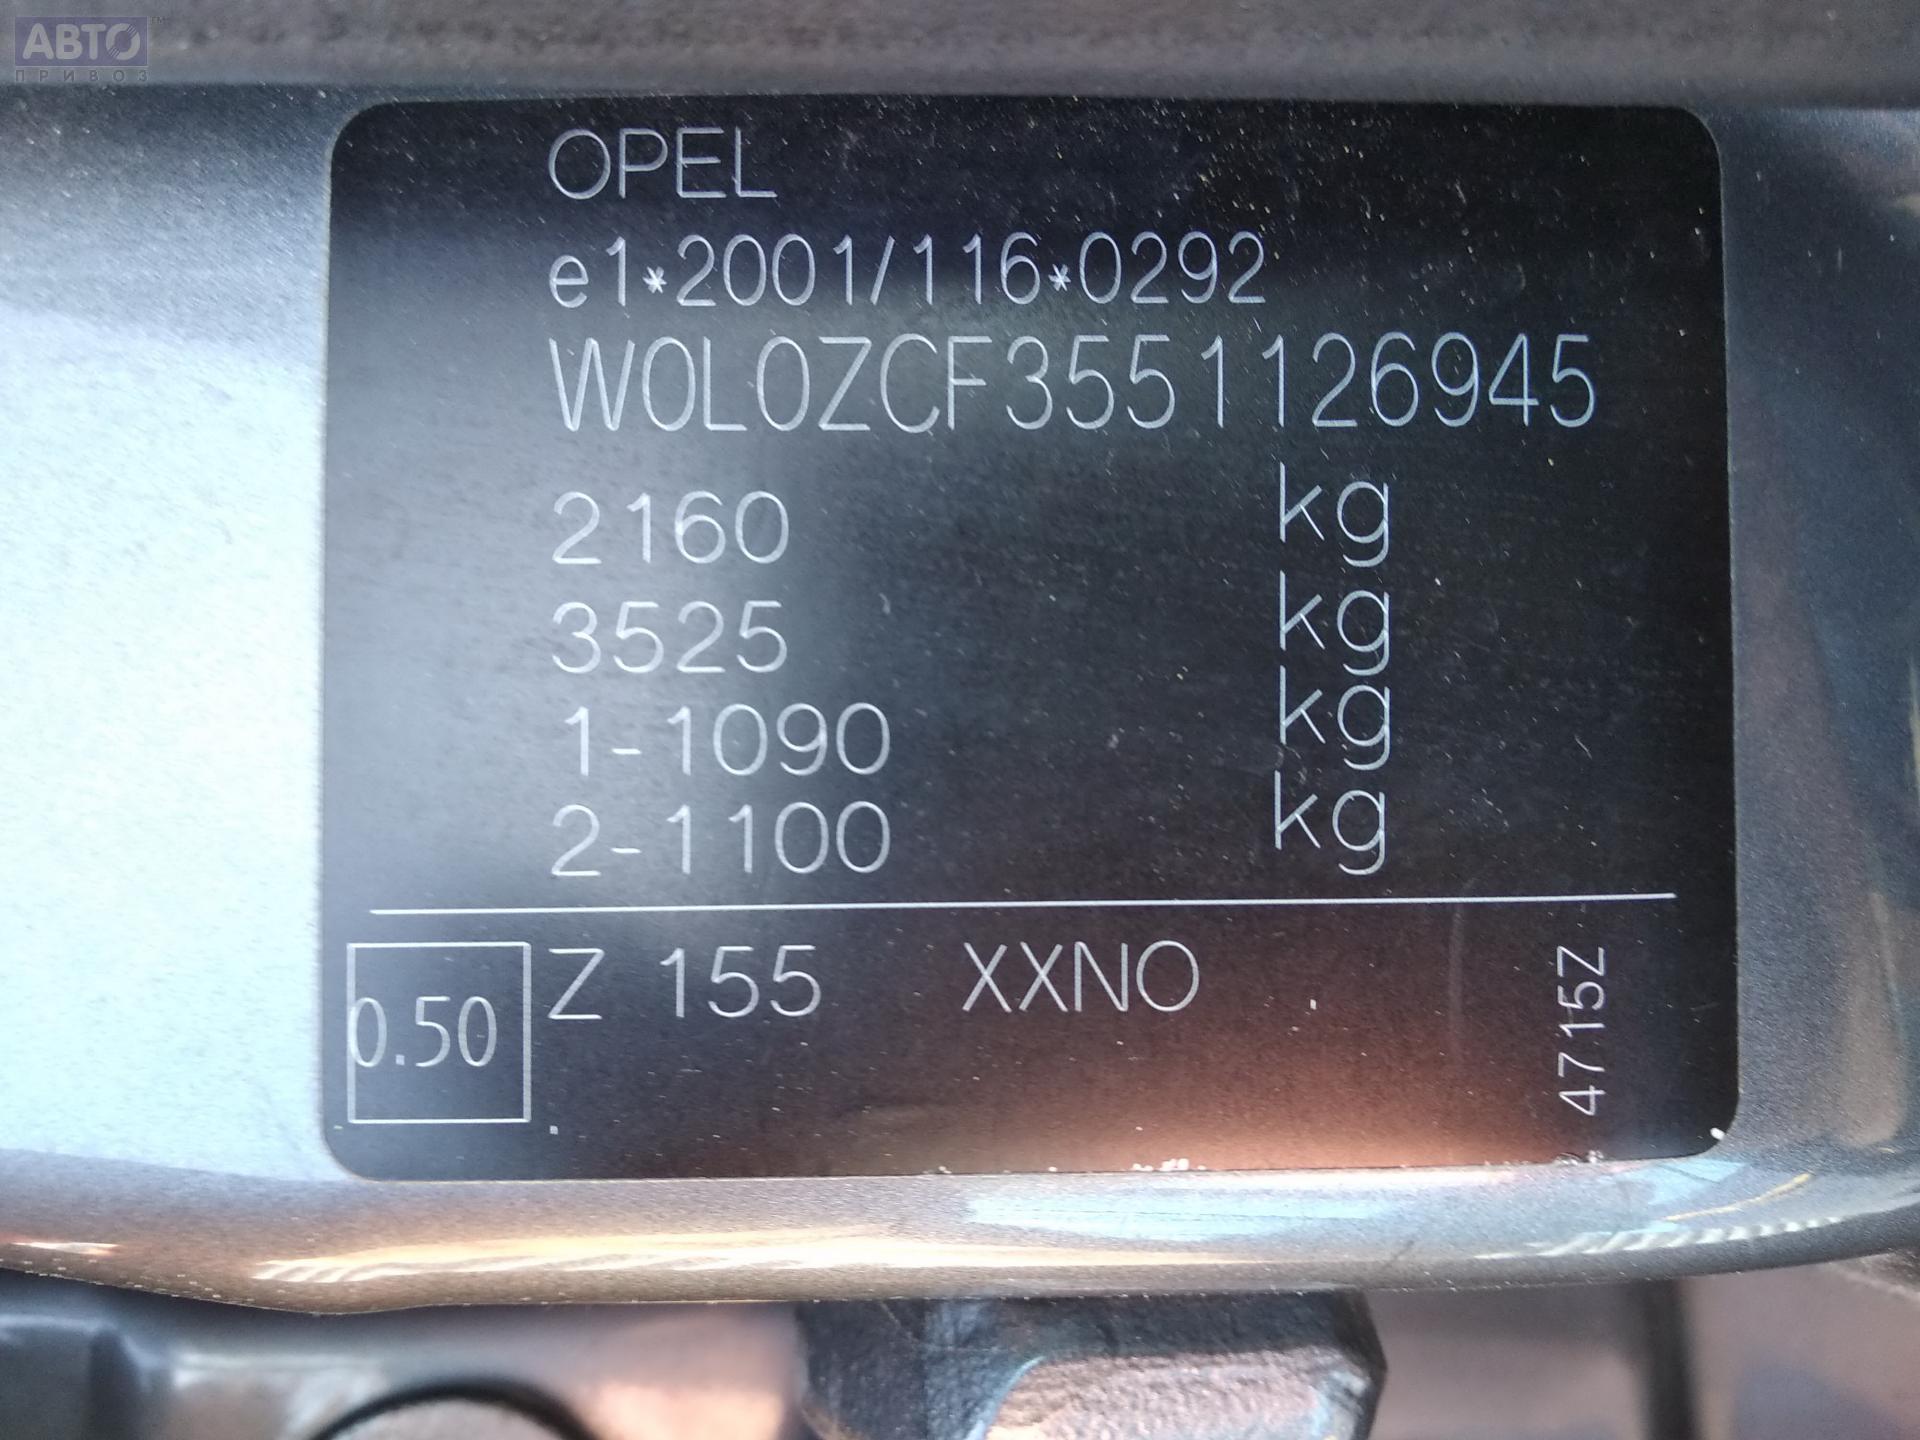 АВТО™
ПРИВОЗ
OPEL
e1*2001/116*0292
W0L0ZCF3551126945
2160 kg
3525 kg
1-1090 kg
2-1100 kg
0.50 Z 155 XXNO
4715Z